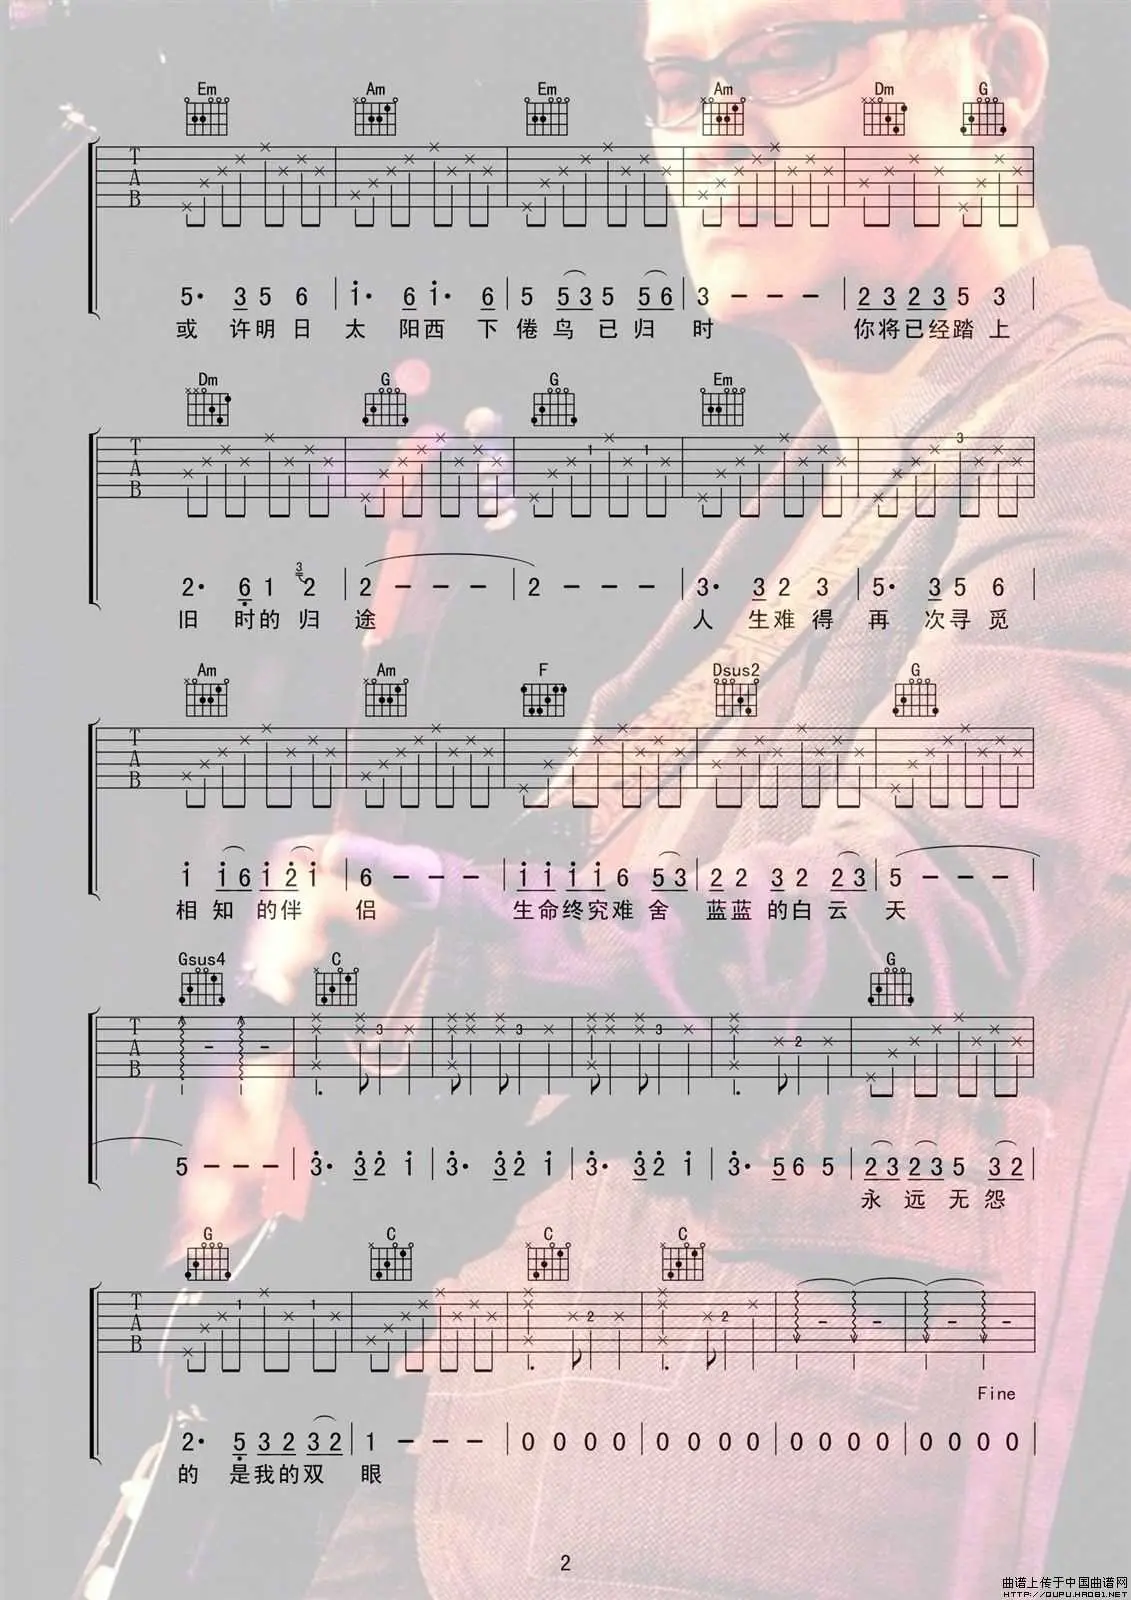 Em Am Em Am Dm G
T
A
B
5· 3 5 6 | i· 6 i· 6 | 5 5 3 5 5 6 | 3 - - - | 2 3 2 3 5 3 |
或 许明日 太 阳西 下 倦鸟已归 时 你将已经踏上
Dm G G Em
T
A
B
1 1 3
3
2· 6 1 2 | 2 - - - | 2 - - - | 3· 3 2 3 | 5· 3 5 6 |
旧 时的归 途 人 生难得 再 次寻觅
Am Am F Dsus2 G
T
A
B
i i 6 i 2 i | 6 - - - | i i i i 6 5 3 | 2 2 3 2 2 3 | 5 - - - |
相知的伴 侣 生命终究难舍 蓝蓝的白云 天
Gsus4 C G
T
A
B
- - 3 3 3 2
5 - - - | 3· 3 2 i | 3· 3 2 i | 3· 3 2 i | 3· 5 6 5 | 2 3 2 3 5 3 2 |
永远无怨
G C C C
T
A
B
1 1 2 2 - - - -
Fine
2· 5 3 2 3 2 | 1 - - - | 0 0 0 0 | 0 0 0 0 | 0 0 0 0 | 0 0 0 0 |
的 是我的双 眼
2
曲谱上传于中国曲谱网
HTTP://QUPU.HAO81.NET